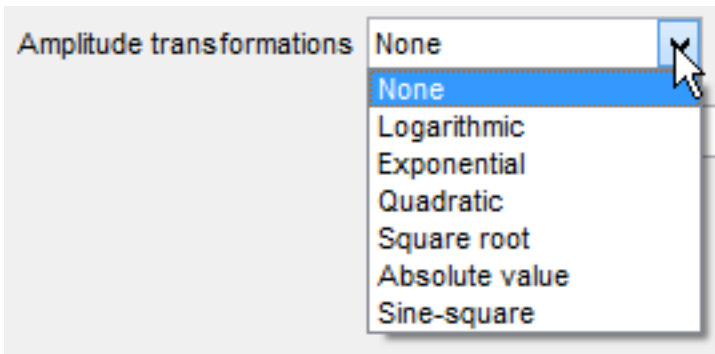 Amplitude transformations None
None
Logarithmic
Exponential
Quadratic
Square root
Absolute value
Sine-square